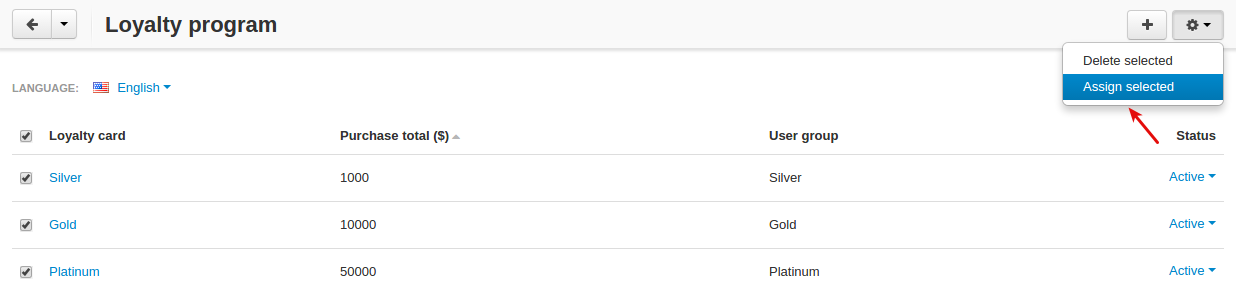 Loyalty program
Delete selected
Assign selected
LANGUAGE: English
Loyalty card Purchase total ($) User group Status
Silver 1000 Silver Active
Gold 10000 Gold Active
Platinum 50000 Platinum Active